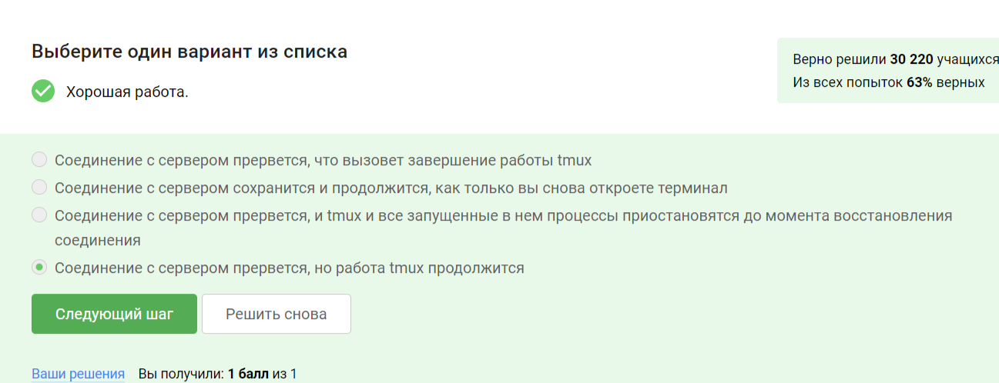 Выберите один вариант из списка
Верно решили 30 220 учащихся
Из всех попыток 63% верных
Хорошая работа.
Соединение с сервером прервется, что вызовет завершение работы tmux
Соединение с сервером сохранится и продолжится, как только вы снова откроете терминал
Соединение с сервером прервется, и tmux и все запущенные в нем процессы приостановятся до момента восстановления
соединения
Соединение с сервером прервется, но работа tmux продолжится
Следующий шаг
Решить снова
Ваши решения Вы получили: 1 балл из 1